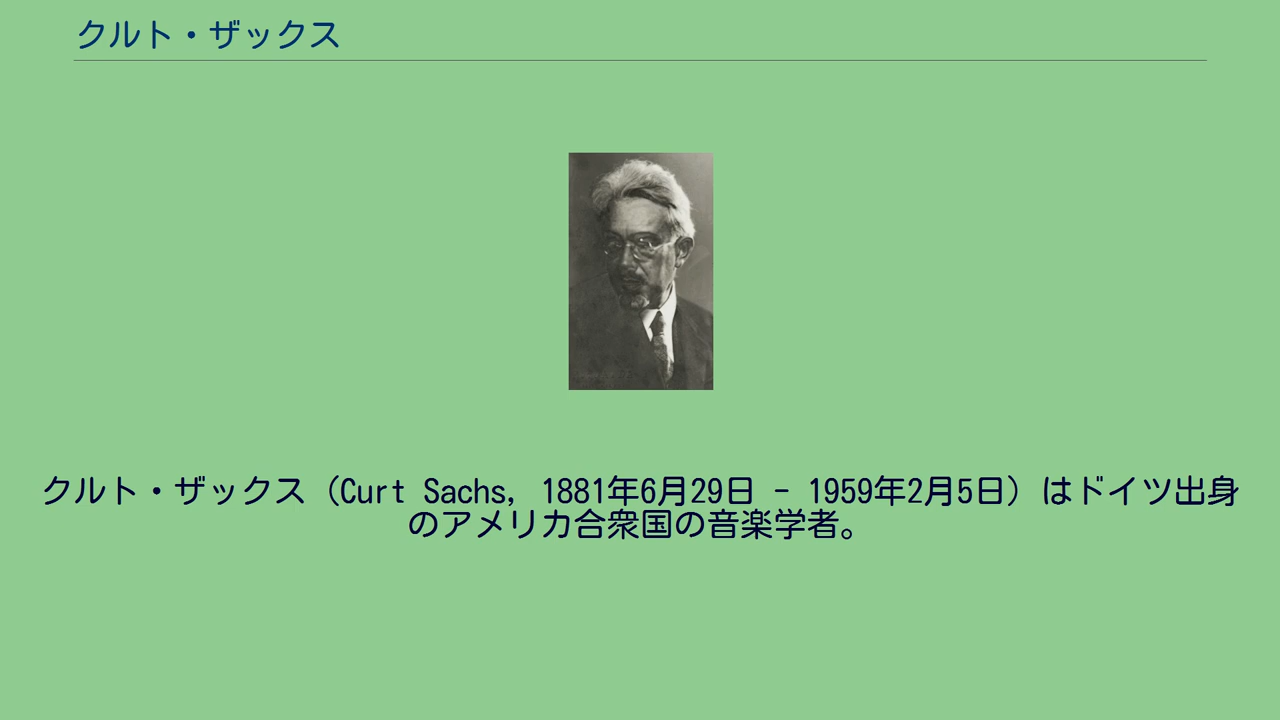 クルト・ザックス
クルト・ザックス（Curt Sachs, 1881年6月29日 - 1959年2月5日）はドイツ出身
のアメリカ合衆国の音楽学者。